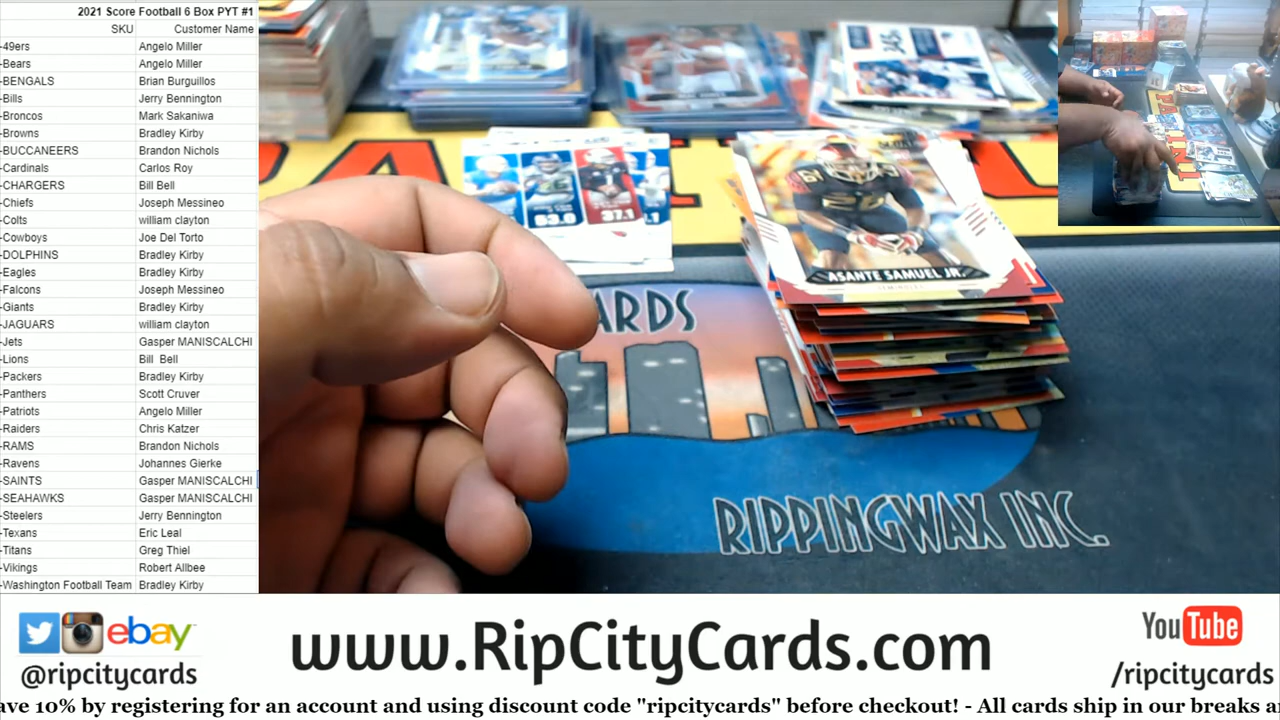 2021 Score Football 6 Box PYT #1
SKU Customer Name
-49ers Angelo Miller
-Bears Angelo Miller
-BENGALS Brian Burguillos
-Bills Jerry Bennington
-Broncos Mark Sakaniwa
-Browns Bradley Kirby
-BUCCANEERS Brandon Nichols
-Cardinals Carlos Roy
-CHARGERS Bill Bell
-Chiefs Joseph Messineo
-Colts william clayton
-Cowboys Joe Del Torto
-DOLPHINS Bradley Kirby
-Eagles Bradley Kirby
-Falcons Joseph Messineo
-Giants Bradley Kirby
-JAGUARS william clayton
-Jets Gasper MANISCALCHI
-Lions Bill Bell
-Packers Bradley Kirby
-Panthers Scott Cruver
-Patriots Angelo Miller
-Raiders Chris Katzer
-RAMS Brandon Nichols
-Ravens Johannes Gierke
-SAINTS Gasper MANISCALCHI
-SEAHAWKS Gasper MANISCALCHI
-Steelers Jerry Bennington
-Texans Eric Leal
-Titans Greg Thiel
-Vikings Robert Allbee
-Washington Football Team Bradley Kirby
53.0 37.1
ASANTE SAMUEL JR.
SEMINOLES
ARDS
RIPPINGWAX INC.
ebay
@ripcitycards
www.RipCityCards.com
YouTube
/ripcitycards
ave 10% by registering for an account and using discount code "ripcitycards" before checkout! - All cards ship in our breaks a